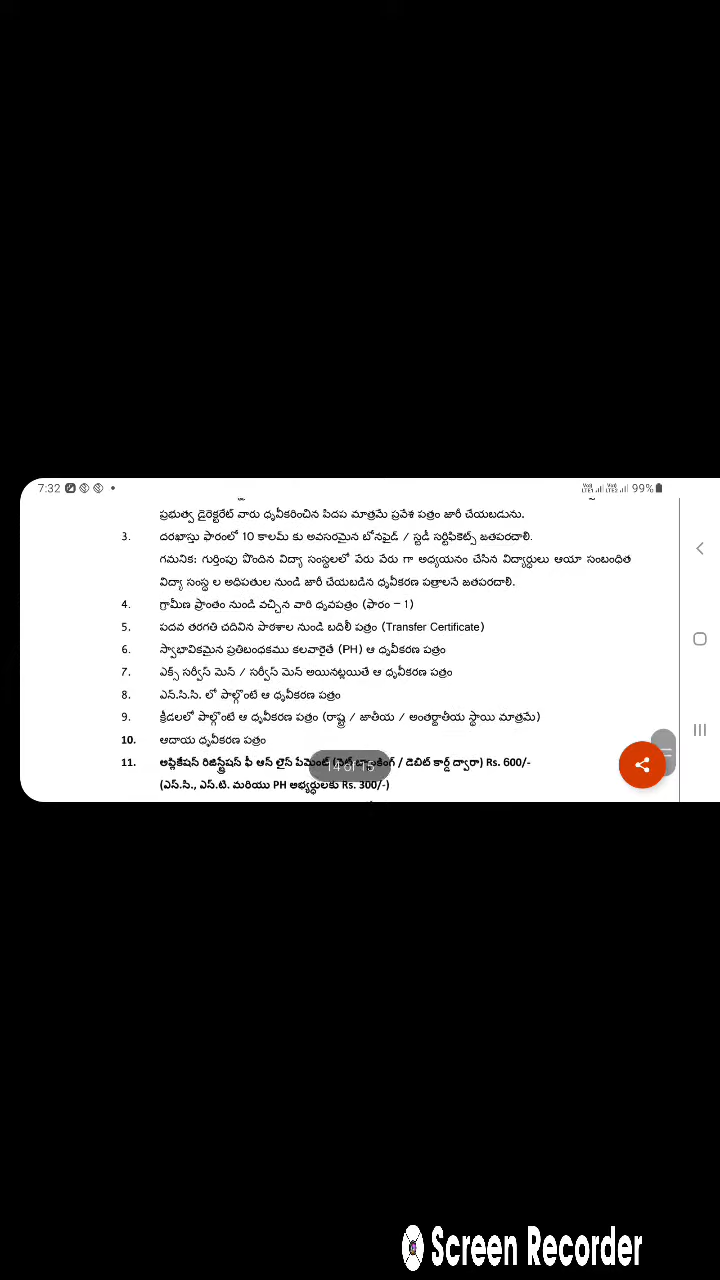 7:32 99%
ప్రభుత్వ డైరెక్టరేట్ వారు ధృవీకరించిన పిదప మాత్రమే ప్రవేశ పత్రం జారీ చేయబడును.
3. దరఖాస్తు ఫారంలో 10 కాలమ్ కు అవసరమైన బోనఫైడ్ / స్టడీ సర్టిఫికెట్స్ జతపరచాలి.
గమనిక: గుర్తింపు పొందిన విద్యా సంస్థలలో వేరు వేరు గా అధ్యయనం చేసిన విద్యార్ధులు ఆయా సంబంధిత
విద్యా సంస్థ ల అధిపతుల నుండి జారీ చేయబడిన ధృవీకరణ పత్రాలనే జతపరచాలి.
4. గ్రామీణ ప్రాంతం నుండి వచ్చిన వారి ధృవపత్రం (ఫారం – 1)
5. పదవ తరగతి చదివిన పాఠశాల నుండి బదిలీ పత్రం (Transfer Certificate)
6. స్వాభావికమైన ప్రతిబంధకము కలవారైతే (PH) ఆ ధృవీకరణ పత్రం
7. ఎక్స్ సర్వీస్ మెన్ / సర్వీస్ మెన్ అయినట్లయితే ఆ ధృవీకరణ పత్రం
8. ఎన్.సి.సి. లో పాల్గొంటే ఆ ధృవీకరణ పత్రం
9. క్రీడలలో పాల్గొంటే ఆ ధృవీకరణ పత్రం (రాష్ట్ర / జాతీయ / అంతర్జాతీయ స్థాయి మాత్రమే)
10. ఆదాయ ధృవీకరణ పత్రం
11. అప్లికేషన్ రిజిస్ట్రేషన్ ఫీ ఆన్ లైన్ పేమెంట్ (నెట్ బ్యాంకింగ్ / డెబిట్ కార్డ్ ద్వారా) Rs. 600/-
14 of 15
(ఎస్.సి., ఎస్.టి. మరియు PH అభ్యర్ధులకు Rs. 300/-)
Screen Recorder